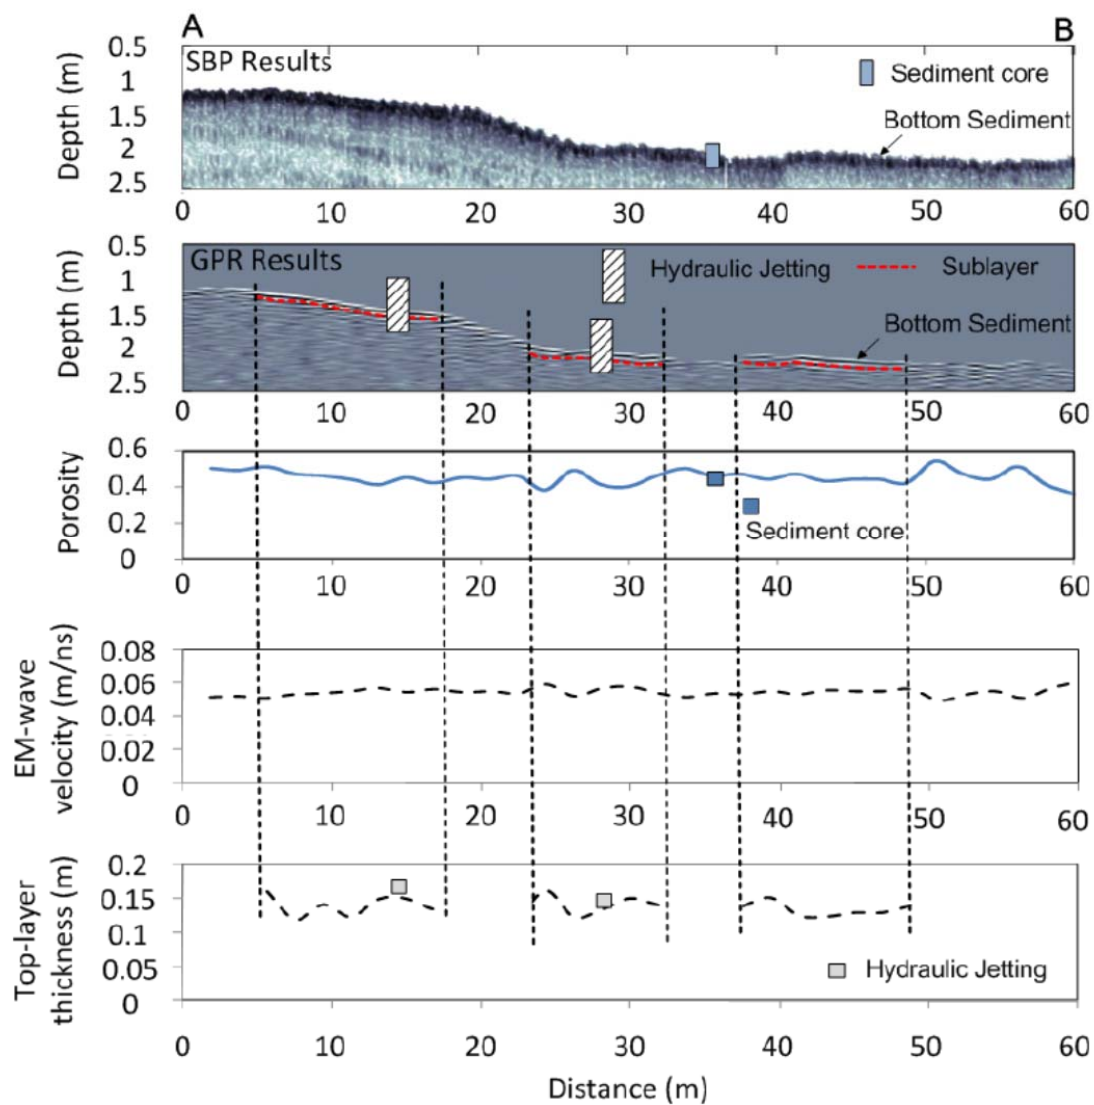 A B
0.5
1
1.5
2
2.5
Depth (m)
SBP Results
Sediment core
Bottom Sediment
0 10 20 30 40 50 60
0.5
1
1.5
2
2.5
Depth (m)
GPR Results
Hydraulic Jetting Sublayer
Bottom Sediment
0 10 20 30 40 50 60
0.6
0.4
0.2
0
Porosity
Sediment core
0 10 20 30 40 50 60
0.08
0.06
0.04
0.02
0
EM-wave
velocity (m/ns)
0 10 20 30 40 50 60
0.2
0.15
0.1
0.05
0
Top-layer
thickness (m)
Hydraulic Jetting
0 10 20 30 40 50 60
Distance (m)